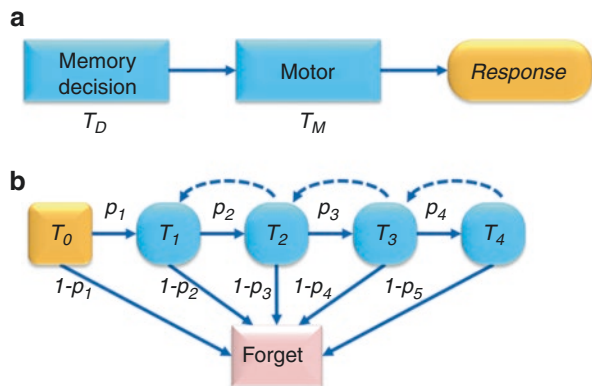 a
Memory
decision
Motor
Response
T_D
T_M
b
p_1
p_2
p_3
p_4
T_0
T_1
T_2
T_3
T_4
1-p_1
1-p_2
1-p_3
1-p_4
1-p_5
Forget